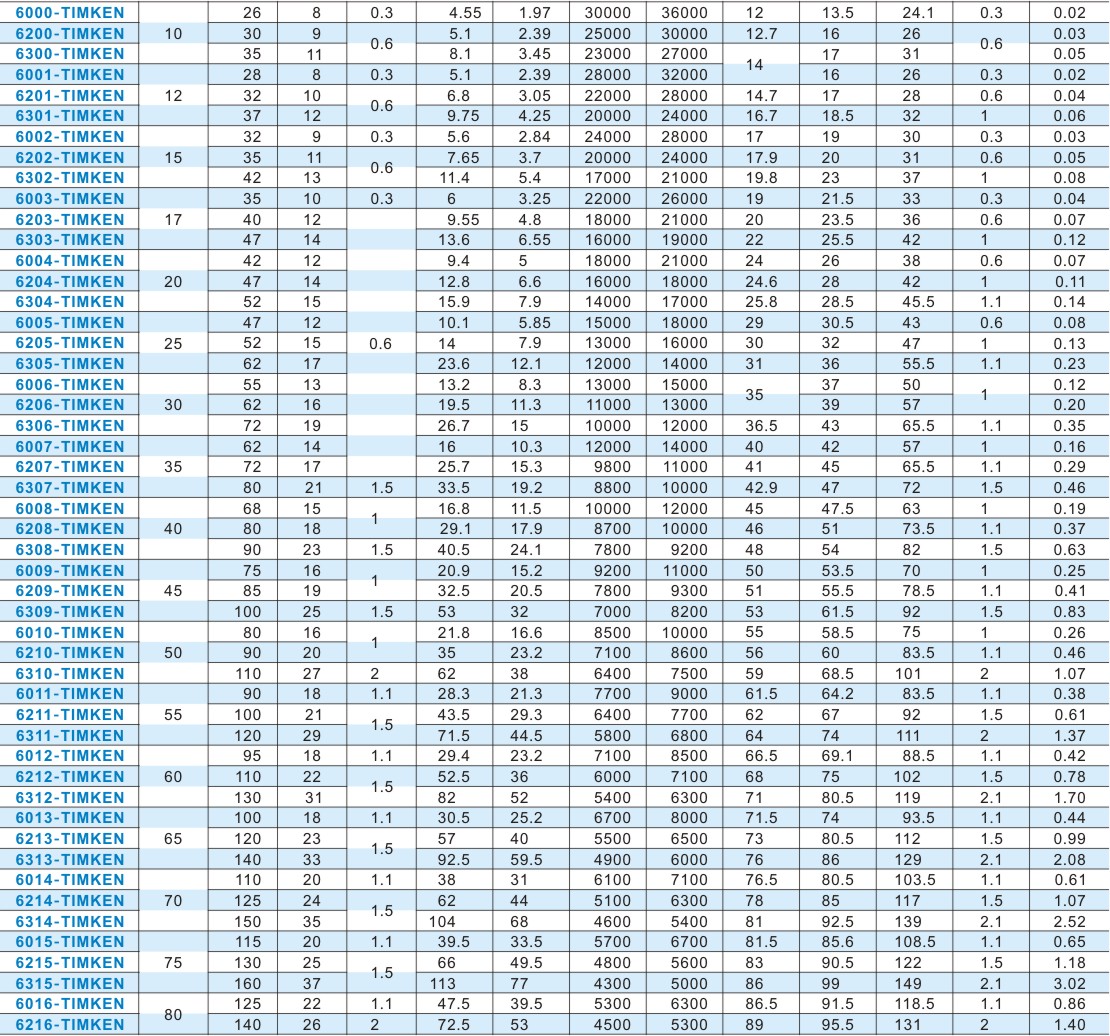 6000-TIMKEN 26 8 0.3 4.55 1.97 30000 36000 12 13.5 24.1 0.3 0.02
6200-TIMKEN 10 30 9 0.6 5.1 2.39 25000 30000 12.7 16 26 0.6 0.03
6300-TIMKEN 35 11 8.1 3.45 23000 27000 14 17 31 0.05
6001-TIMKEN 28 8 0.3 5.1 2.39 28000 32000 16 26 0.3 0.02
6201-TIMKEN 12 32 10 0.6 6.8 3.05 22000 28000 14.7 17 28 0.6 0.04
6301-TIMKEN 37 12 9.75 4.25 20000 24000 16.7 18.5 32 1 0.06
6002-TIMKEN 32 9 0.3 5.6 2.84 24000 28000 17 19 30 0.3 0.03
6202-TIMKEN 15 35 11 0.6 7.65 3.7 20000 24000 17.9 20 31 0.6 0.05
6302-TIMKEN 42 13 11.4 5.4 17000 21000 19.8 23 37 1 0.08
6003-TIMKEN 35 10 0.3 6 3.25 22000 26000 19 21.5 33 0.3 0.04
6203-TIMKEN 17 40 12 9.55 4.8 18000 21000 20 23.5 36 0.6 0.07
6303-TIMKEN 47 14 13.6 6.55 16000 19000 22 25.5 42 1 0.12
6004-TIMKEN 42 12 9.4 5 18000 21000 24 26 38 0.6 0.07
6204-TIMKEN 20 47 14 12.8 6.6 16000 18000 24.6 28 42 1 0.11
6304-TIMKEN 52 15 15.9 7.9 14000 17000 25.8 28.5 45.5 1.1 0.14
6005-TIMKEN 47 12 10.1 5.85 15000 18000 29 30.5 43 0.6 0.08
6205-TIMKEN 25 52 15 0.6 14 7.9 13000 16000 30 32 47 1 0.13
6305-TIMKEN 62 17 23.6 12.1 12000 14000 31 36 55.5 1.1 0.23
6006-TIMKEN 55 13 13.2 8.3 13000 15000 35 37 50 1 0.12
6206-TIMKEN 30 62 16 19.5 11.3 11000 13000 39 57 0.20
6306-TIMKEN 72 19 26.7 15 10000 12000 36.5 43 65.5 1.1 0.35
6007-TIMKEN 62 14 16 10.3 12000 14000 40 42 57 1 0.16
6207-TIMKEN 35 72 17 25.7 15.3 9800 11000 41 45 65.5 1.1 0.29
6307-TIMKEN 80 21 1.5 33.5 19.2 8800 10000 42.9 47 72 1.5 0.46
6008-TIMKEN 68 15 1 16.8 11.5 10000 12000 45 47.5 63 1 0.19
6208-TIMKEN 40 80 18 29.1 17.9 8700 10000 46 51 73.5 1.1 0.37
6308-TIMKEN 90 23 1.5 40.5 24.1 7800 9200 48 54 82 1.5 0.63
6009-TIMKEN 75 16 1 20.9 15.2 9200 11000 50 53.5 70 1 0.25
6209-TIMKEN 45 85 19 32.5 20.5 7800 9300 51 55.5 78.5 1.1 0.41
6309-TIMKEN 100 25 1.5 53 32 7000 8200 53 61.5 92 1.5 0.83
6010-TIMKEN 80 16 1 21.8 16.6 8500 10000 55 58.5 75 1 0.26
6210-TIMKEN 50 90 20 35 23.2 7100 8600 56 60 83.5 1.1 0.46
6310-TIMKEN 110 27 2 62 38 6400 7500 59 68.5 101 2 1.07
6011-TIMKEN 90 18 1.1 28.3 21.3 7700 9000 61.5 64.2 83.5 1.1 0.38
6211-TIMKEN 55 100 21 1.5 43.5 29.3 6400 7700 62 67 92 1.5 0.61
6311-TIMKEN 120 29 71.5 44.5 5800 6800 64 74 111 2 1.37
6012-TIMKEN 95 18 1.1 29.4 23.2 7100 8500 66.5 69.1 88.5 1.1 0.42
6212-TIMKEN 60 110 22 1.5 52.5 36 6000 7100 68 75 102 1.5 0.78
6312-TIMKEN 130 31 82 52 5400 6300 71 80.5 119 2.1 1.70
6013-TIMKEN 100 18 1.1 30.5 25.2 6700 8000 71.5 74 93.5 1.1 0.44
6213-TIMKEN 65 120 23 1.5 57 40 5500 6500 73 80.5 112 1.5 0.99
6313-TIMKEN 140 33 92.5 59.5 4900 6000 76 86 129 2.1 2.08
6014-TIMKEN 110 20 1.1 38 31 6100 7100 76.5 80.5 103.5 1.1 0.61
6214-TIMKEN 70 125 24 1.5 62 44 5100 6300 78 85 117 1.5 1.07
6314-TIMKEN 150 35 104 68 4600 5400 81 92.5 139 2.1 2.52
6015-TIMKEN 115 20 1.1 39.5 33.5 5700 6700 81.5 85.6 108.5 1.1 0.65
6215-TIMKEN 75 130 25 1.5 66 49.5 4800 5600 83 90.5 122 1.5 1.18
6315-TIMKEN 160 37 113 77 4300 5000 86 99 149 2.1 3.02
6016-TIMKEN 80 125 22 1.1 47.5 39.5 5300 6300 86.5 91.5 118.5 1.1 0.86
6216-TIMKEN 140 26 2 72.5 53 4500 5300 89 95.5 131 2 1.40